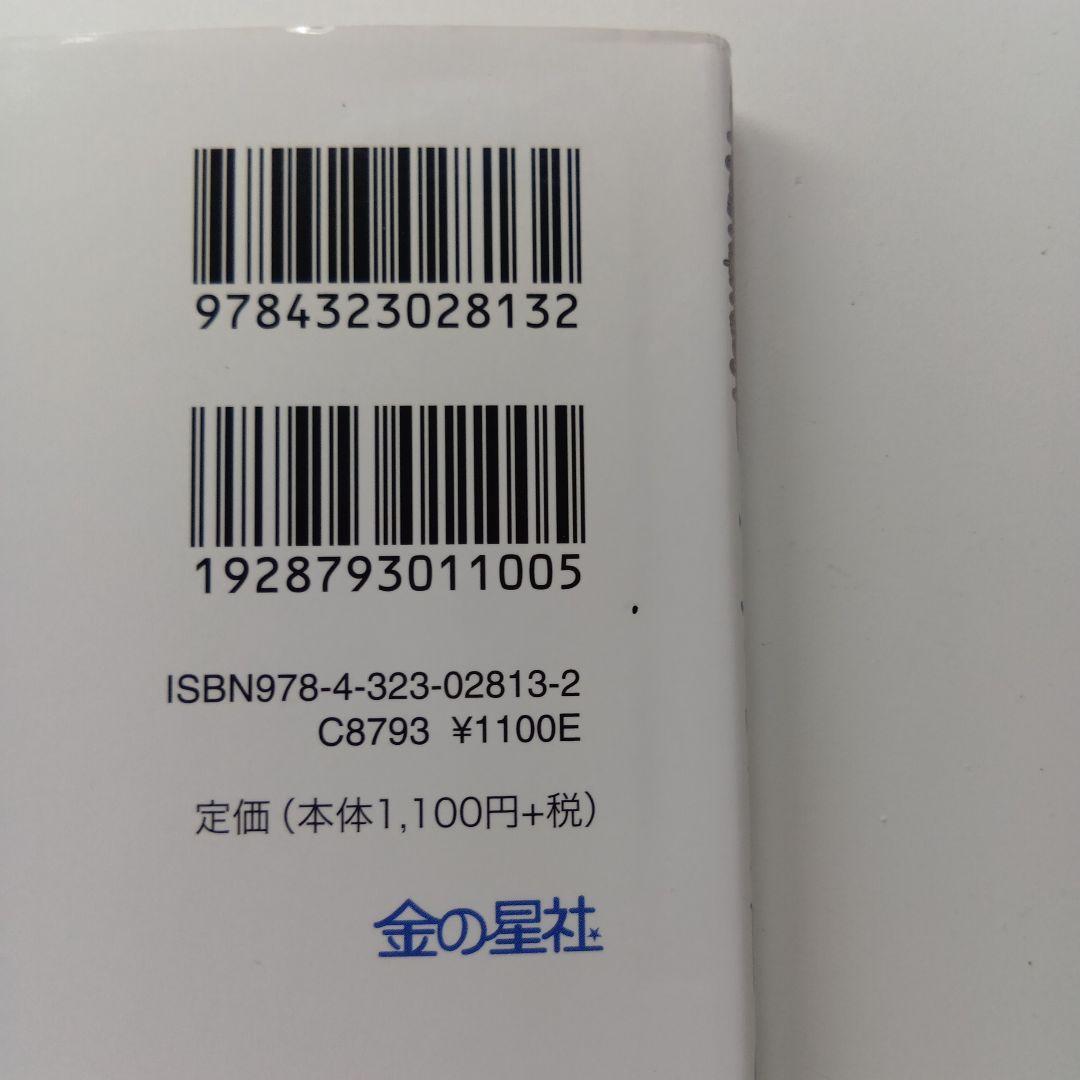 9784323028132
1928793011005
ISBN978-4-323-02813-2
C8793 ¥1100E
定価（本体1,100円+税）
金の星社